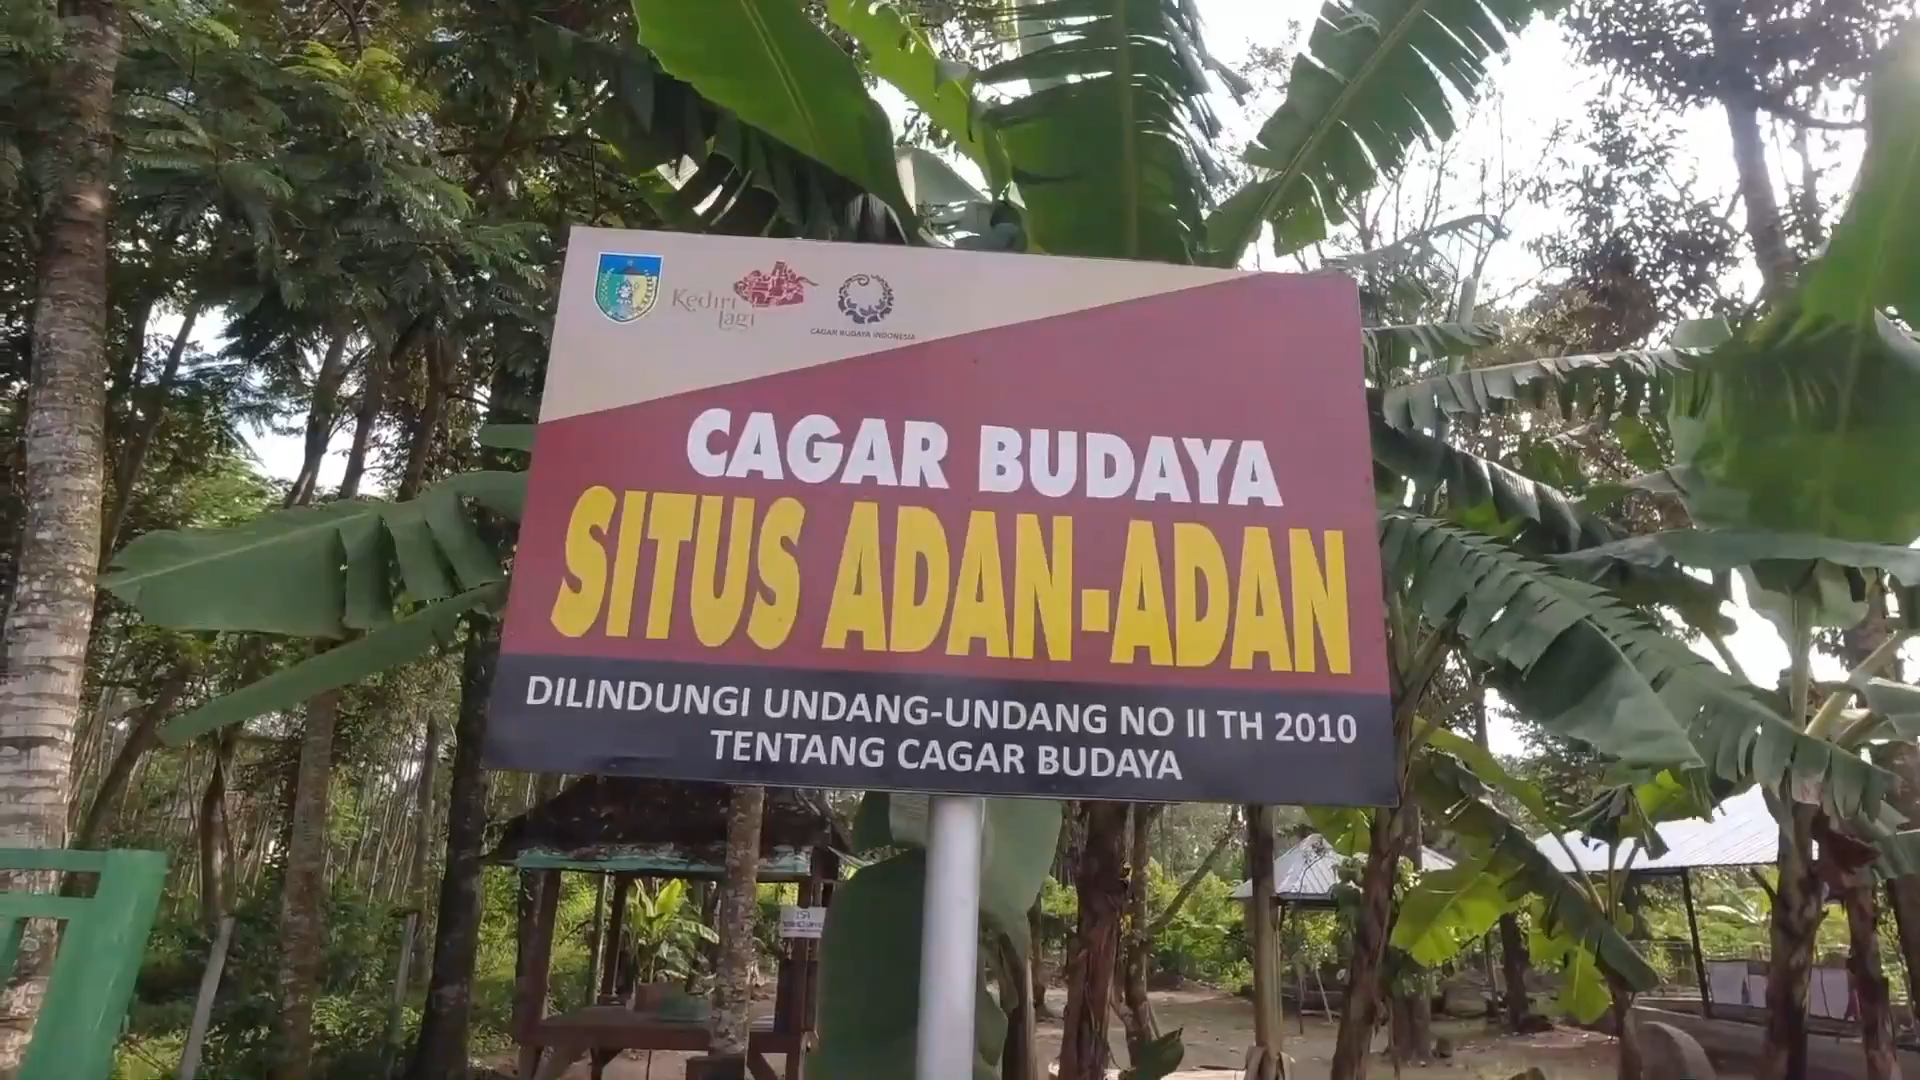 Kediri
lagi
CAGAR BUDAYA INDONESIA
CAGAR BUDAYA
SITUS ADAN-ADAN
DILINDUNGI UNDANG-UNDANG NO II TH 2010
TENTANG CAGAR BUDAYA